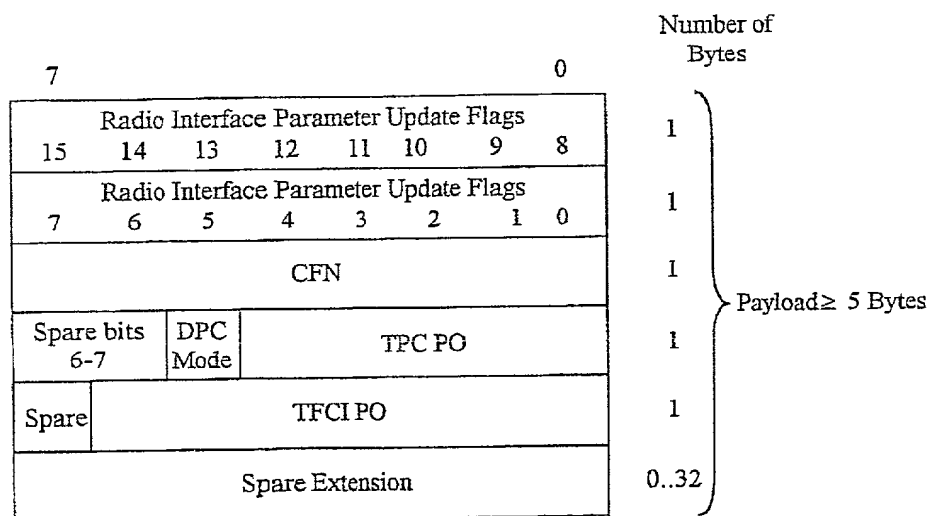 Number of
Bytes
7 0
Radio Interface Parameter Update Flags
15 14 13 12 11 10 9 8
1
Radio Interface Parameter Update Flags
7 6 5 4 3 2 1 0
1
CFN
1
Payload≥ 5 Bytes
Spare bits
6-7
DPC
Mode
TPC PO
1
Spare
TFCI PO
1
Spare Extension
0..32